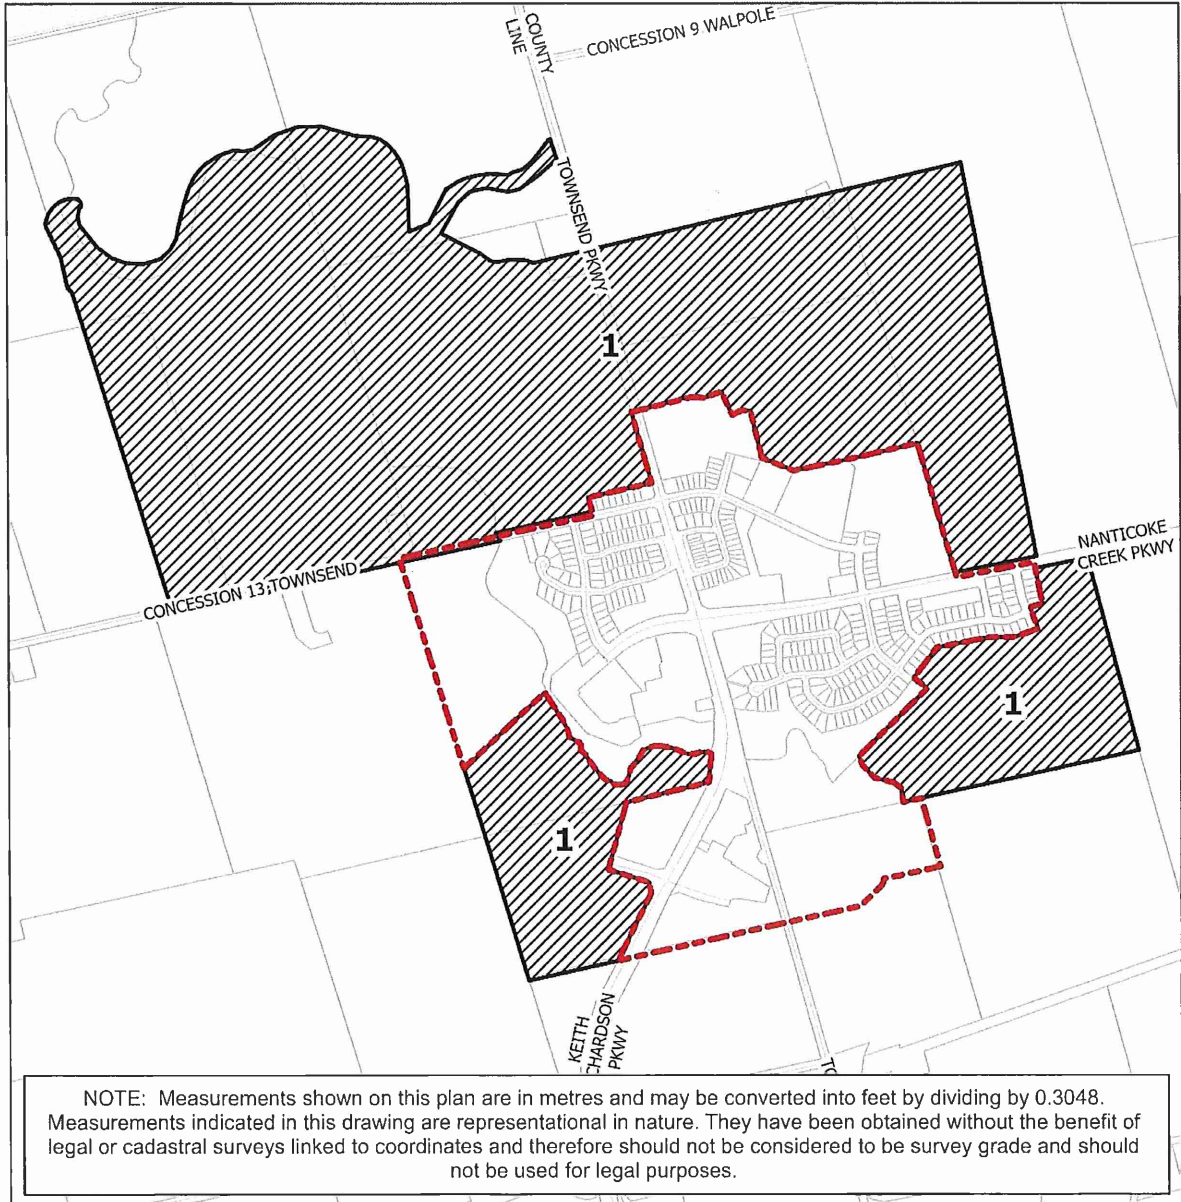 COUNTY
LINE
CONCESSION 9 WALPOLE
TOWNSEND PKWY
1
NANTICOKE
CREEK PKWY
CONCESSION 13 TOWNSEND
1
1
KEITH
CHARDSON
PKWY
TO
NOTE: Measurements shown on this plan are in metres and may be converted into feet by dividing by 0.3048.
Measurements indicated in this drawing are representational in nature. They have been obtained without the benefit of
legal or cadastral surveys linked to coordinates and therefore should not be considered to be survey grade and should
not be used for legal purposes.